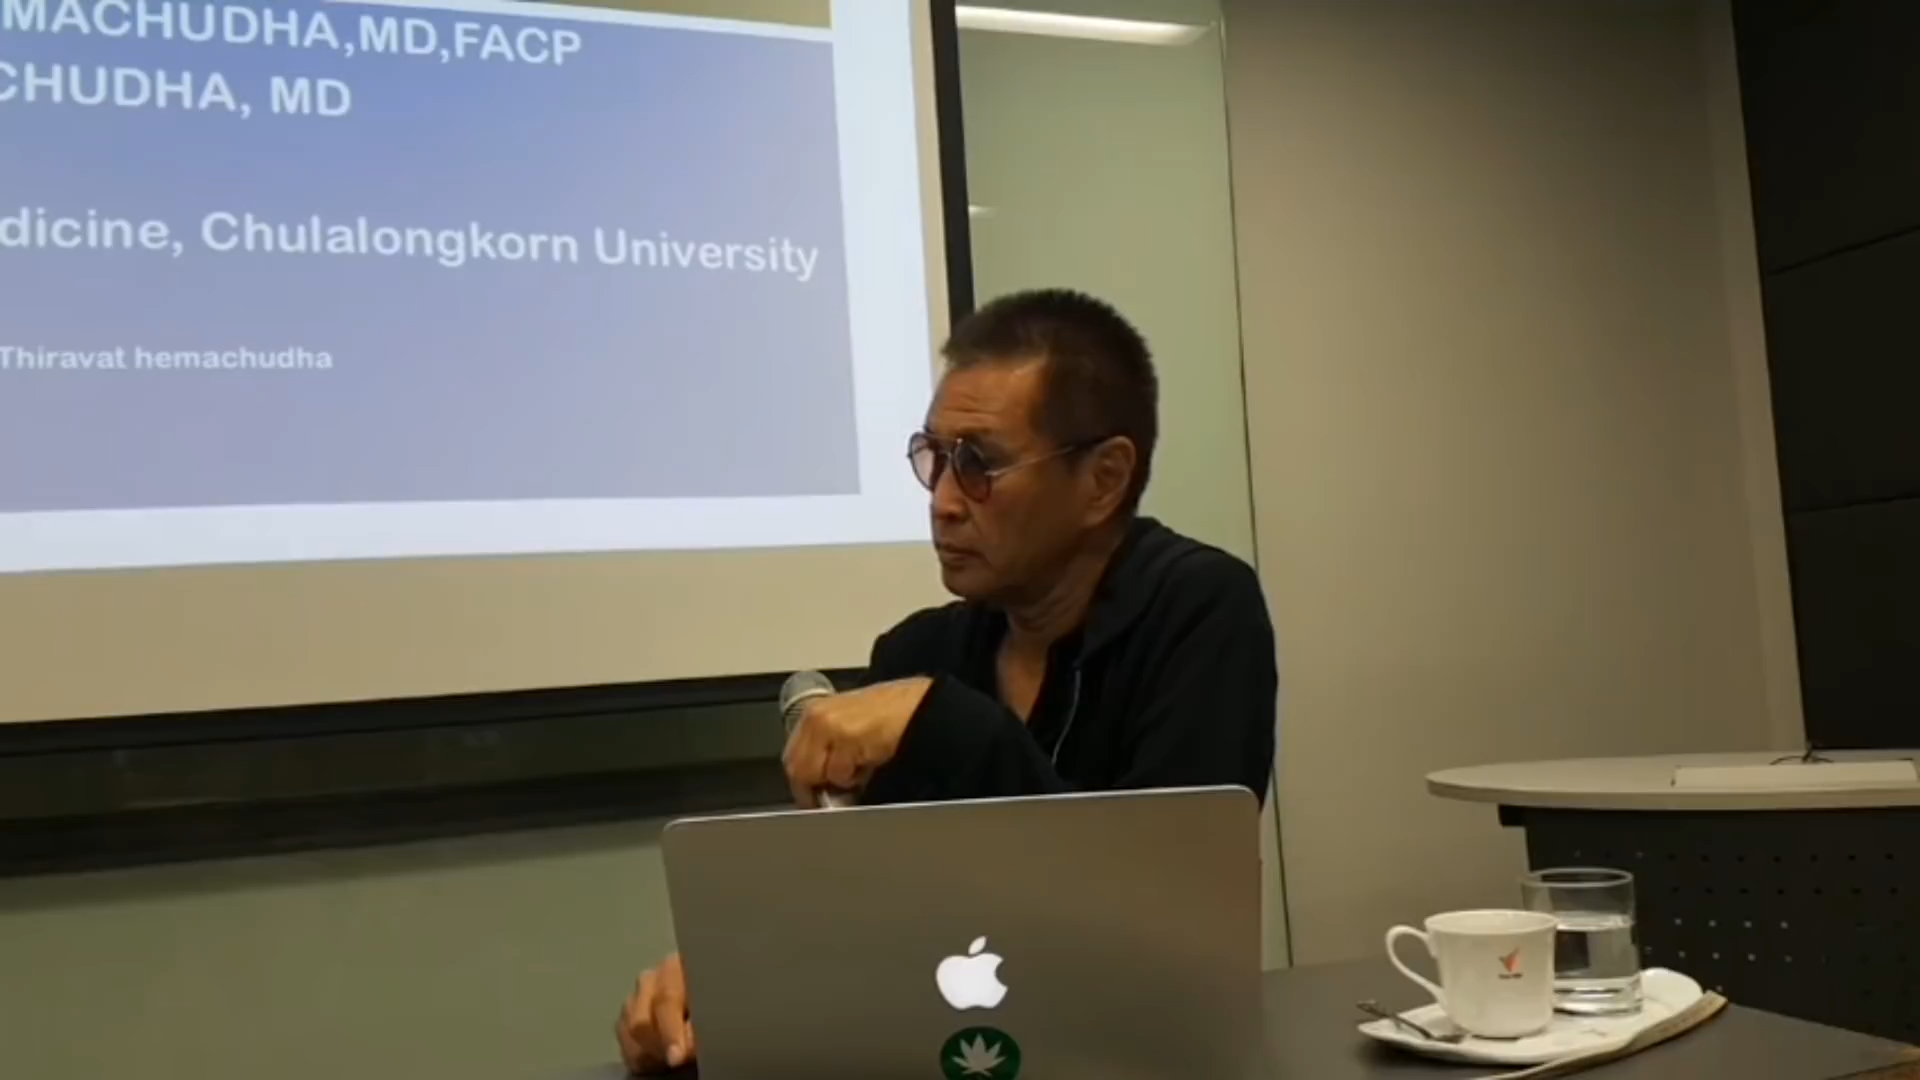 MACHUDHA,MD,FACP
CHUDHA, MD
dicine, Chulalongkorn University
Thiravat hemachudha